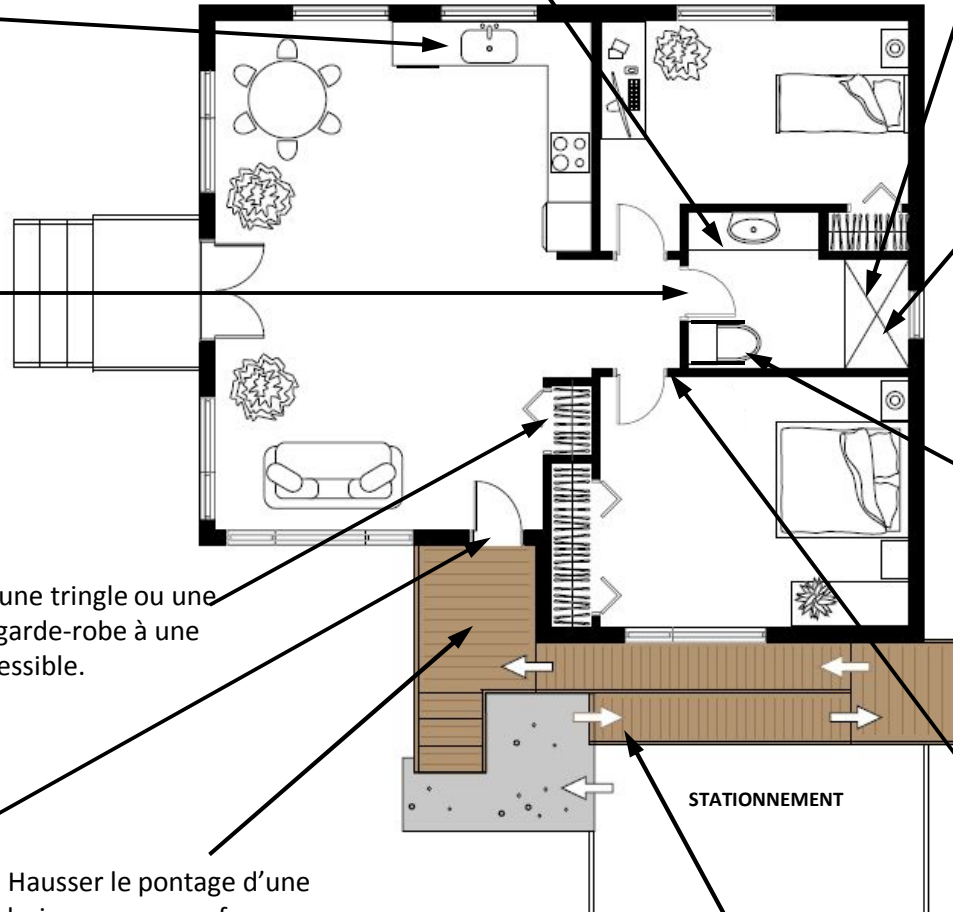 une tringle ou une
garde-robe à une
essible.
STATIONNEMENT
Hausser le pontage d’une